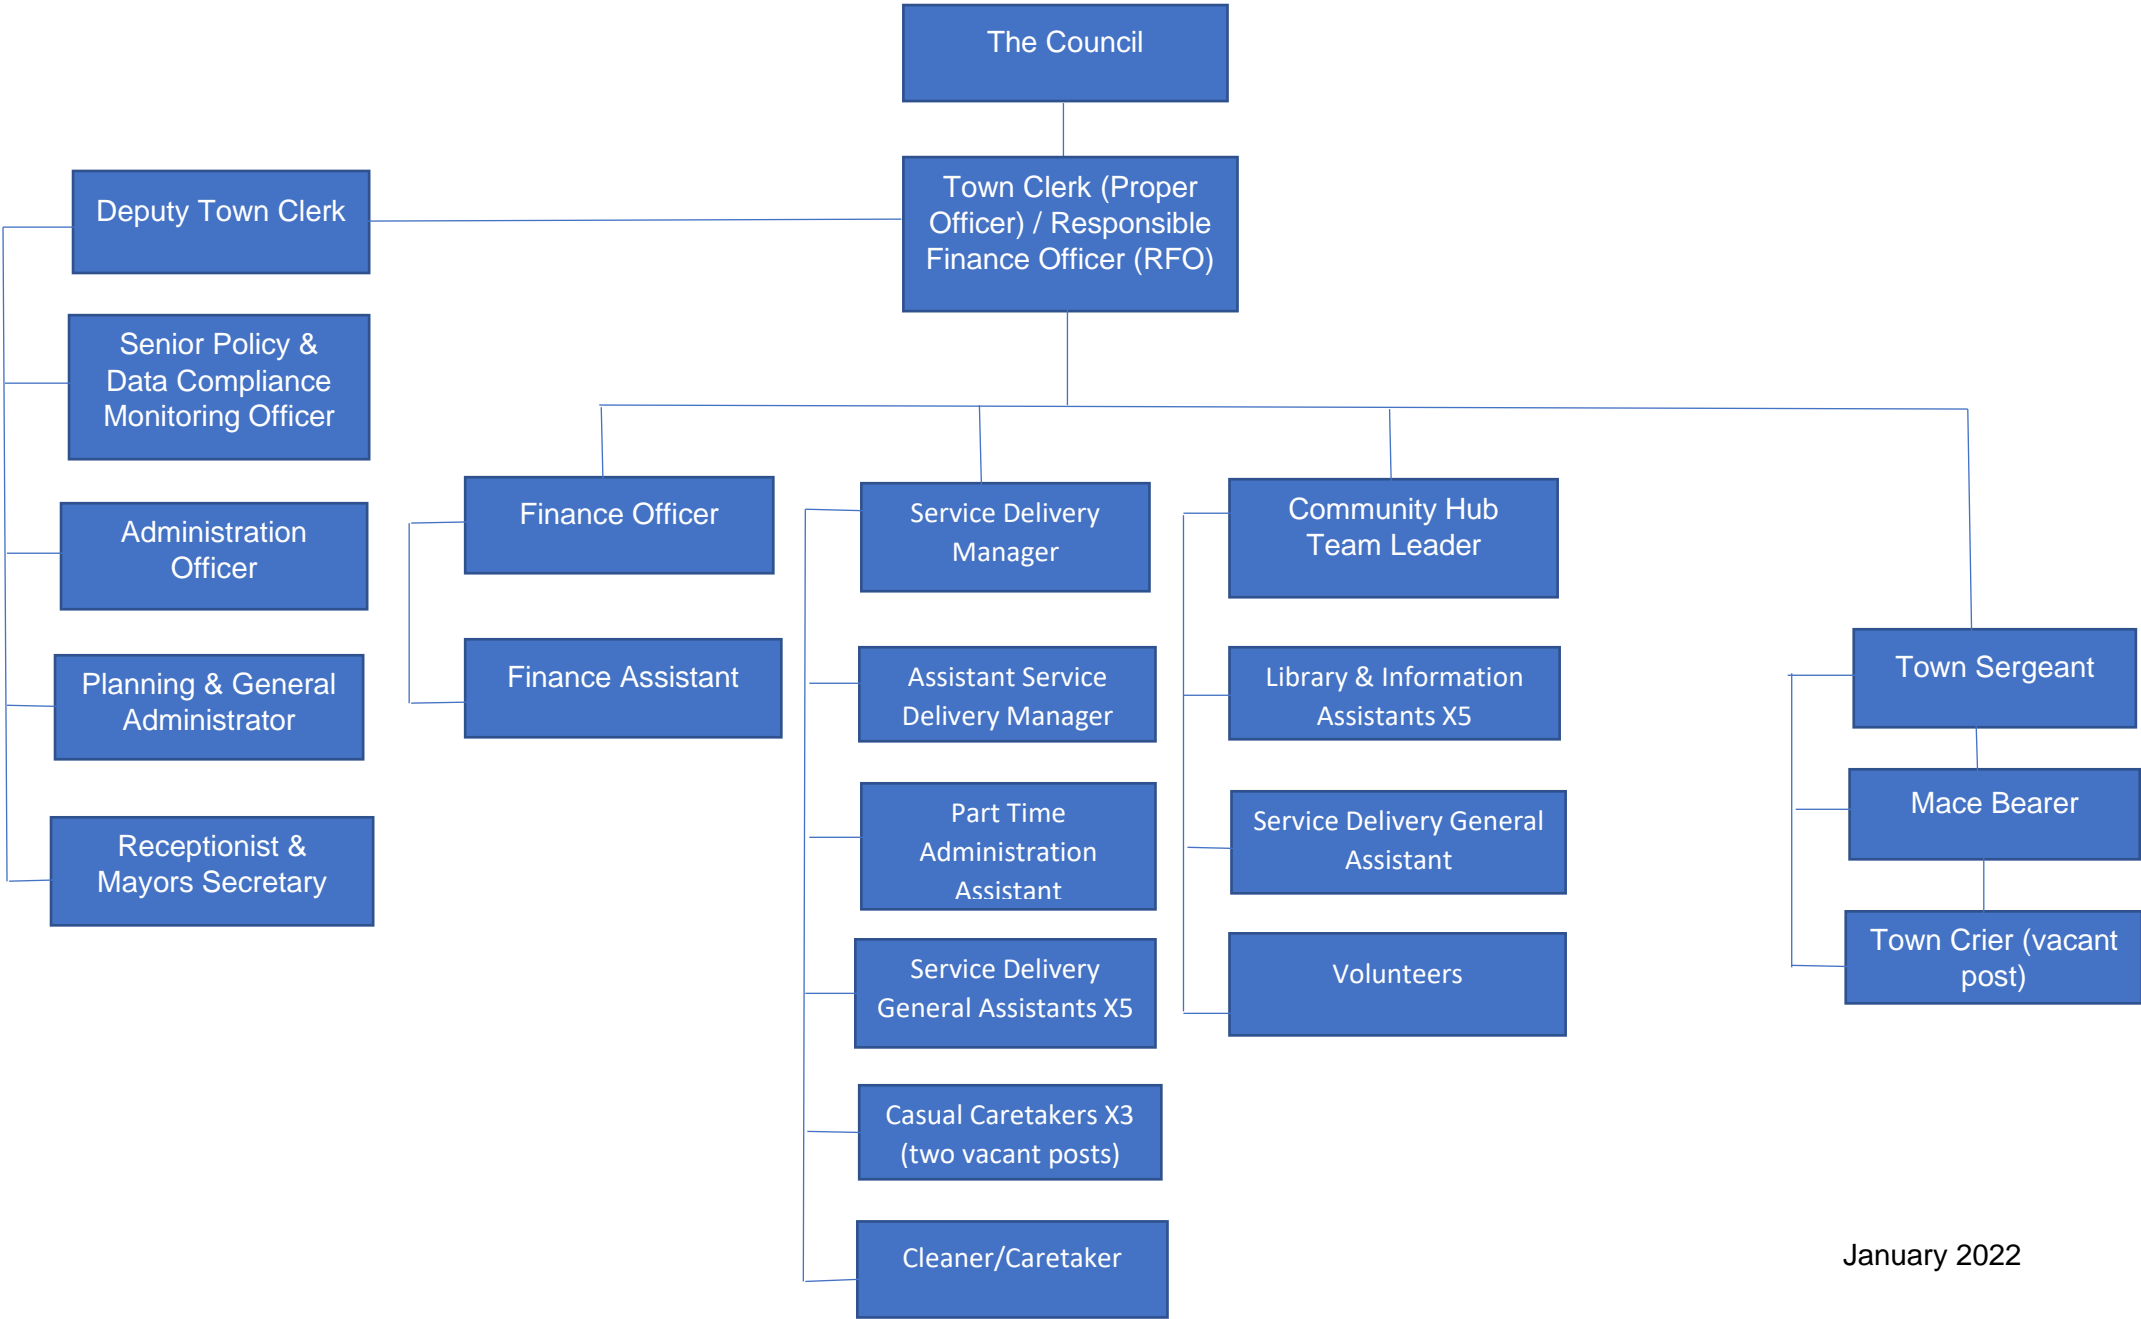 The Council
Town Clerk (Proper
Officer) / Responsible
Finance Officer (RFO)
Deputy Town Clerk
Senior Policy &
Data Compliance
Monitoring Officer
Administration
Officer
Planning & General
Administrator
Receptionist &
Mayors Secretary
Finance Officer
Finance Assistant
Service Delivery
Manager
Assistant Service
Delivery Manager
Part Time
Administration
Assistant
Service Delivery
General Assistants X5
Casual Caretakers X3
(two vacant posts)
Cleaner/Caretaker
Community Hub
Team Leader
Library & Information
Assistants X5
Service Delivery General
Assistant
Volunteers
Town Sergeant
Mace Bearer
Town Crier (vacant
post)
January 2022